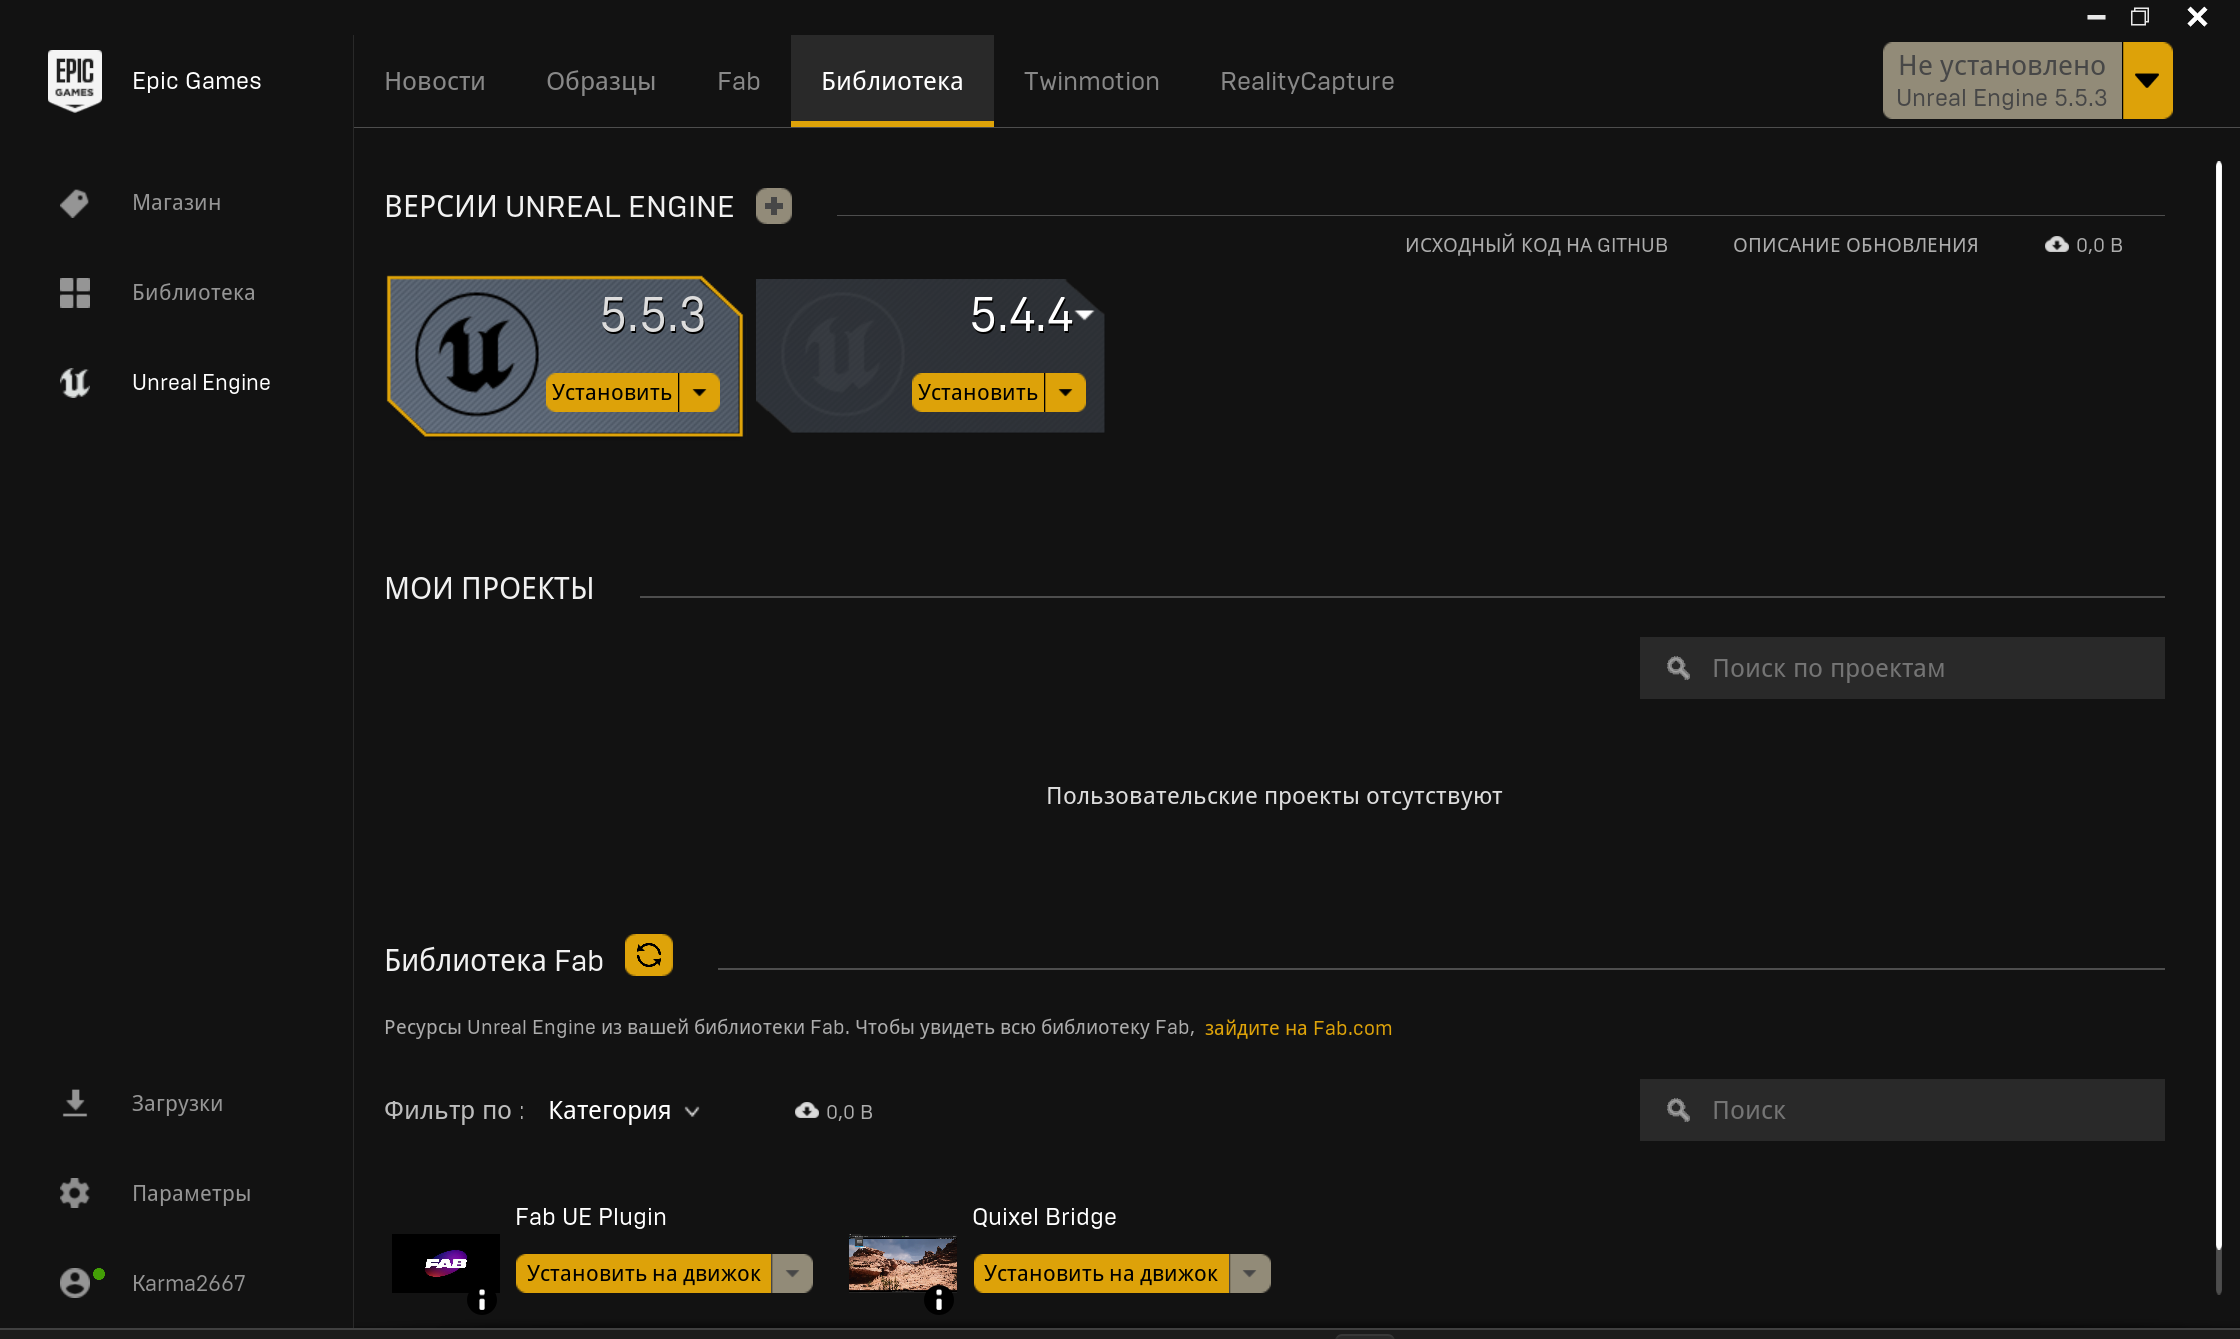 EPIC GAMES
Epic Games
Новости
Образцы
Fab
Библиотека
Twinmotion
RealityCapture
Не установлено
Unreal Engine 5.5.3
Магазин
Библиотека
Unreal Engine
ВЕРСИИ UNREAL ENGINE
ИСХОДНЫЙ КОД НА GITHUB
ОПИСАНИЕ ОБНОВЛЕНИЯ
0,0 B
5.5.3
Установить
5.4.4
Установить
МОИ ПРОЕКТЫ
Поиск по проектам
Пользовательские проекты отсутствуют
Библиотека Fab
Ресурсы Unreal Engine из вашей библиотеки Fab. Чтобы увидеть всю библиотеку Fab, зайдите на Fab.com
Фильтр по :
Категория
0,0 B
Поиск
Fab UE Plugin
FAB
Установить на движок
Quixel Bridge
Установить на движок
Загрузки
Параметры
Karma2667